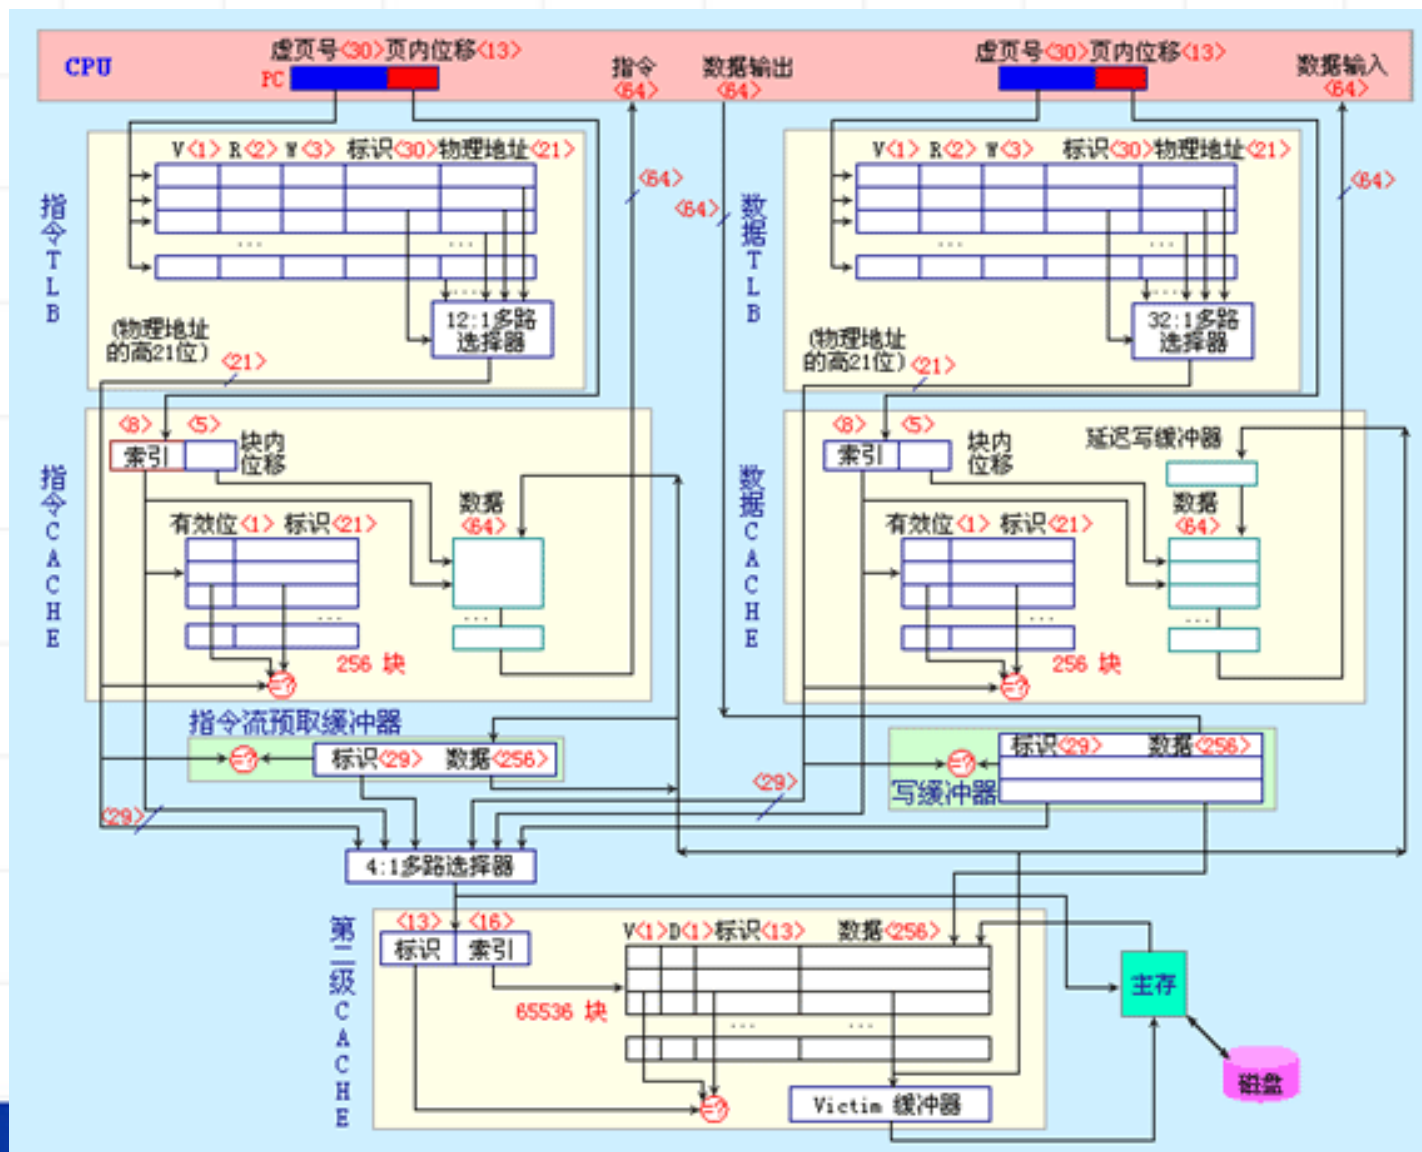 CPU
虚页号<30>页内位移<13>
PC
指令
<64>
数据输出
<64>
虚页号<30>页内位移<13>
数据输入
<64>
指令TLB
V<1> R<2> W<3> 标识<30>物理地址<21>
...
...
12:1多路
选择器
(物理地址
的高21位)
<21>
<64>
<64>
数据TLB
V<1> R<2> W<3> 标识<30>物理地址<21>
...
...
32:1多路
选择器
(物理地址
的高21位)
<21>
<64>
指令CACHE
<8> <5>
索引
块内
位移
有效位<1> 标识<21>
数据
<64>
...
...
256 块
=?
数据CACHE
<8> <5>
索引
块内
位移
延迟写缓冲器
有效位<1> 标识<21>
数据
<64>
...
...
256 块
=?
指令流预取缓冲器
=?
标识<29> 数据<256>
<29>
<29>
=?
标识<29> 数据<256>
写缓冲器
4:1多路选择器
第二级CACHE
<13> <16>
标识 索引
V<1>D<1>标识<13> 数据<256>
65536 块
...
...
=?
Victim 缓冲器
主存
磁盘